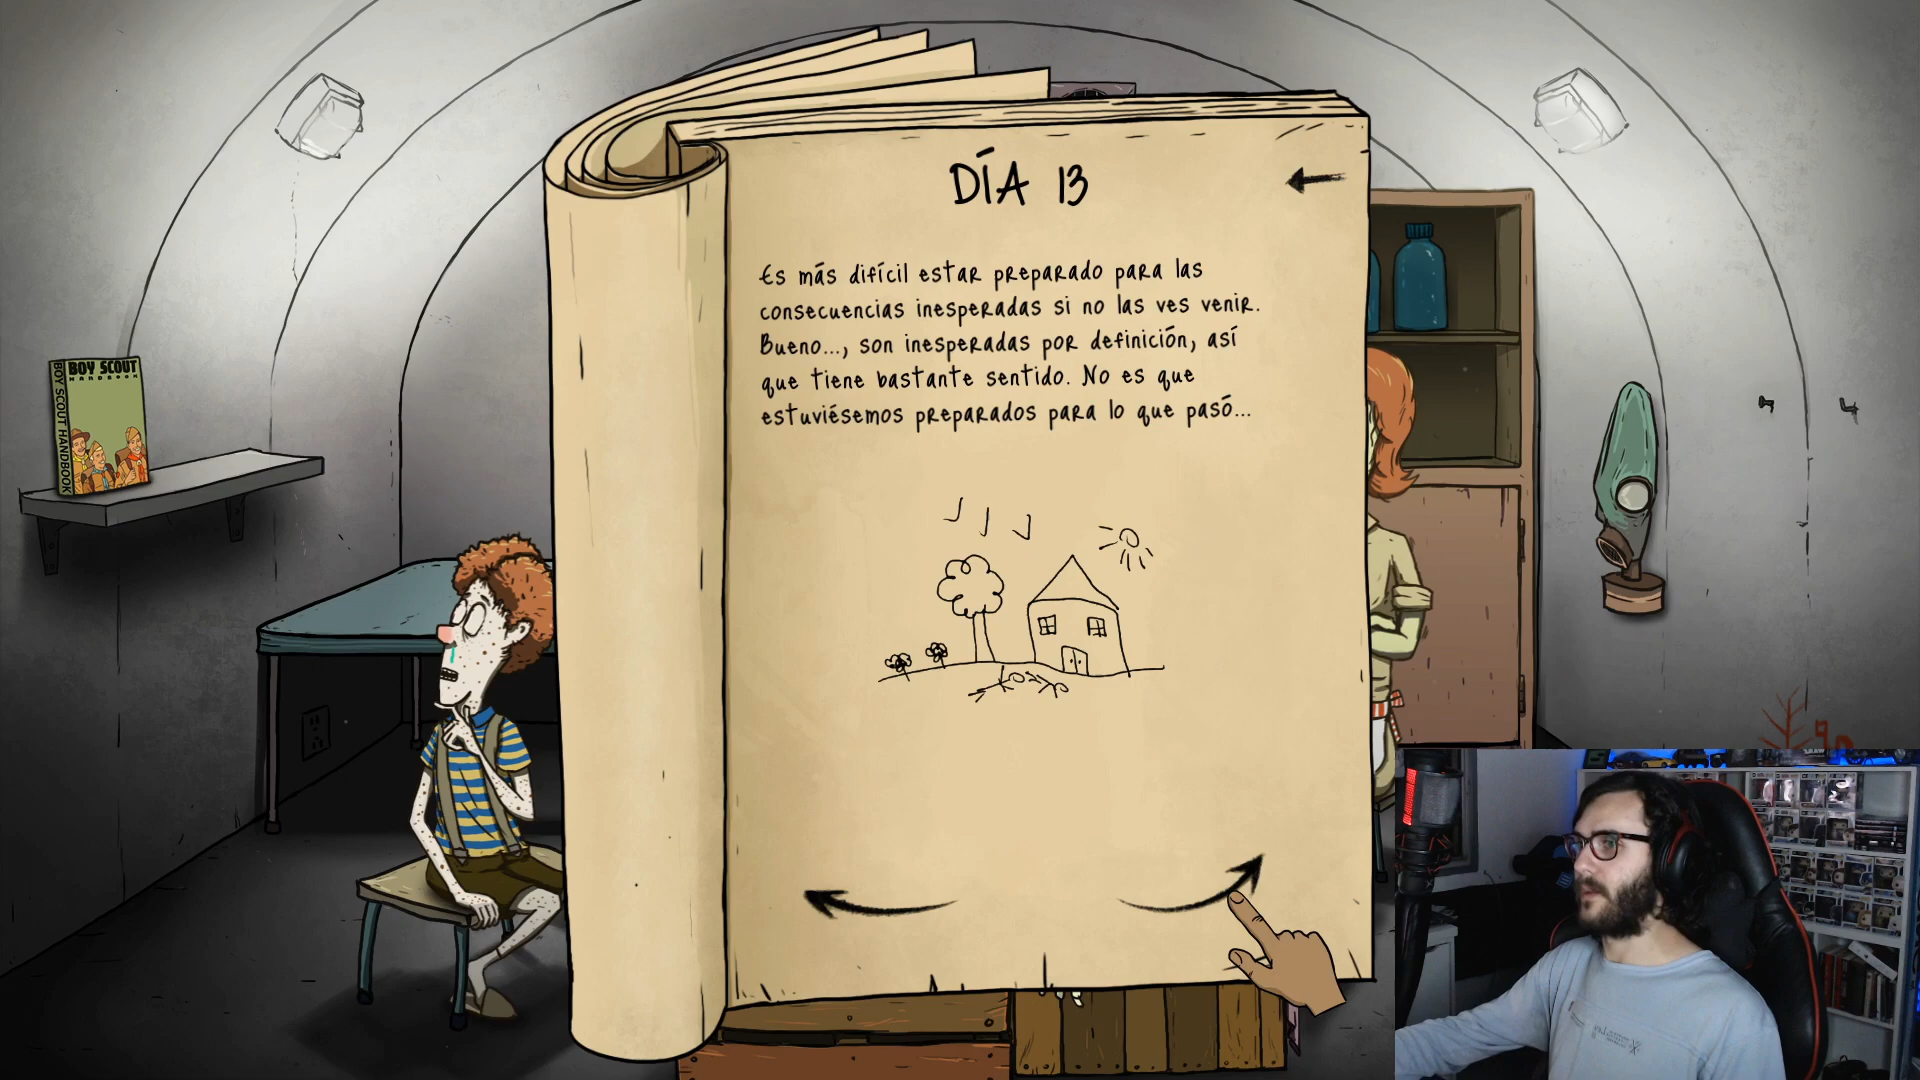 DÍA 13
Es más difícil estar preparado para las
consecuencias inesperadas si no las ves venir.
Bueno..., son inesperadas por definición, así
que tiene bastante sentido. No es que
estuviésemos preparados para lo que pasó...
BOY SCOUT
HANDBOOK
BOY SCOUT HANDBOOK